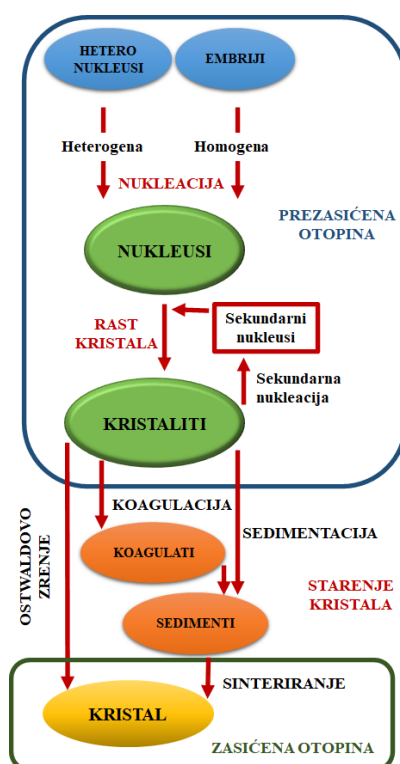 HETERO
NUKLEUSI
EMBRIJI
Heterogena
Homogena
NUKLEACIJA
PREZASIĆENA
OTOPINA
NUKLEUSI
RAST
KRISTALA
Sekundarni
nukleusi
Sekundarna
nukleacija
KRISTALITI
KOAGULACIJA
SEDIMENTACIJA
OSTWALDOVO
ZRENJE
KOAGULATI
STARENJE
KRISTALA
SEDIMENTI
SINTERIRANJE
KRISTAL
ZASIĆENA OTOPINA